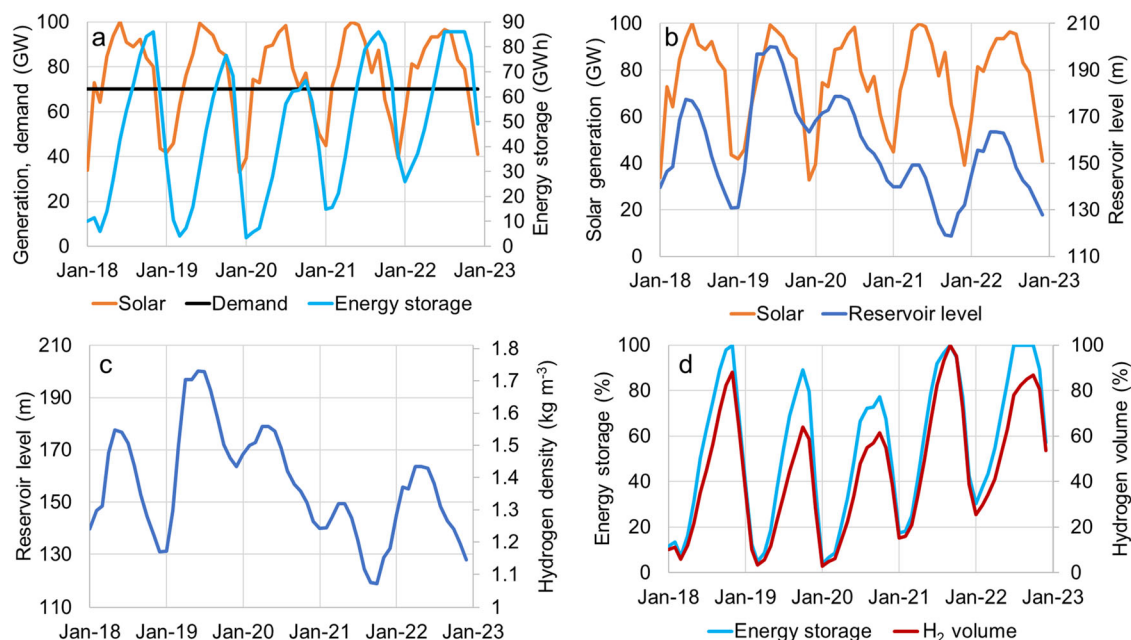 a
Generation, demand (GW)
100
80
60
40
20
0
90
80
70
60
50
40
30
20
10
0
Energy storage
(GWh)
Jan-18 Jan-19 Jan-20 Jan-21 Jan-22 Jan-23
Solar Demand Energy storage
b
Solar generation (GW)
100
80
60
40
20
0
210
190
170
150
130
110
Reservoir level (m)
Jan-18 Jan-19 Jan-20 Jan-21 Jan-22 Jan-23
Solar Reservoir level
c
Reservoir level (m)
210
190
170
150
130
110
1.8
1.7
1.6
1.5
1.4
1.3
1.2
1.1
1
Hydrogen density (kg m⁻³)
Jan-18 Jan-19 Jan-20 Jan-21 Jan-22 Jan-23
d
Energy storage (%)
100
80
60
40
20
0
100
80
60
40
20
0
Hydrogen volume (%)
Jan-18 Jan-19 Jan-20 Jan-21 Jan-22 Jan-23
Energy storage H₂ volume